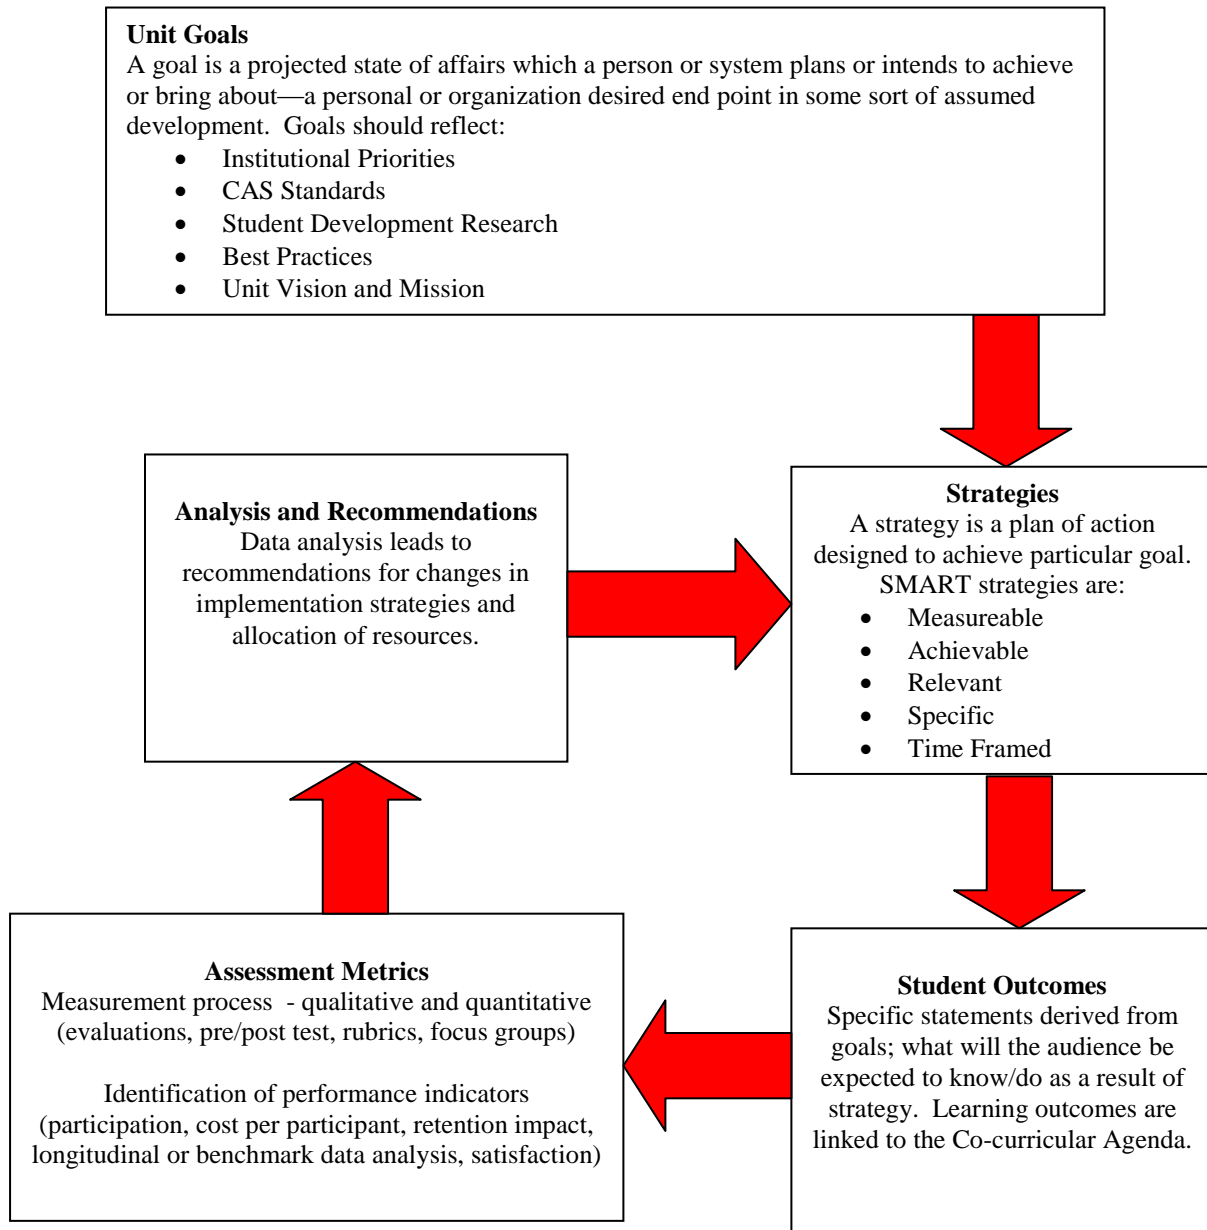 Unit Goals
A goal is a projected state of affairs which a person or system plans or intends to achieve
or bring about—a personal or organization desired end point in some sort of assumed
development.  Goals should reflect:
• Institutional Priorities
• CAS Standards
• Student Development Research
• Best Practices
• Unit Vision and Mission
Analysis and Recommendations
Data analysis leads to
recommendations for changes in
implementation strategies and
allocation of resources.
Strategies
A strategy is a plan of action
designed to achieve particular goal.
SMART strategies are:
• Measureable
• Achievable
• Relevant
• Specific
• Time Framed
Assessment Metrics
Measurement process  - qualitative and quantitative
(evaluations, pre/post test, rubrics, focus groups)
Identification of performance indicators
(participation, cost per participant, retention impact,
longitudinal or benchmark data analysis, satisfaction)
Student Outcomes
Specific statements derived from
goals; what will the audience be
expected to know/do as a result of
strategy.  Learning outcomes are
linked to the Co-curricular Agenda.